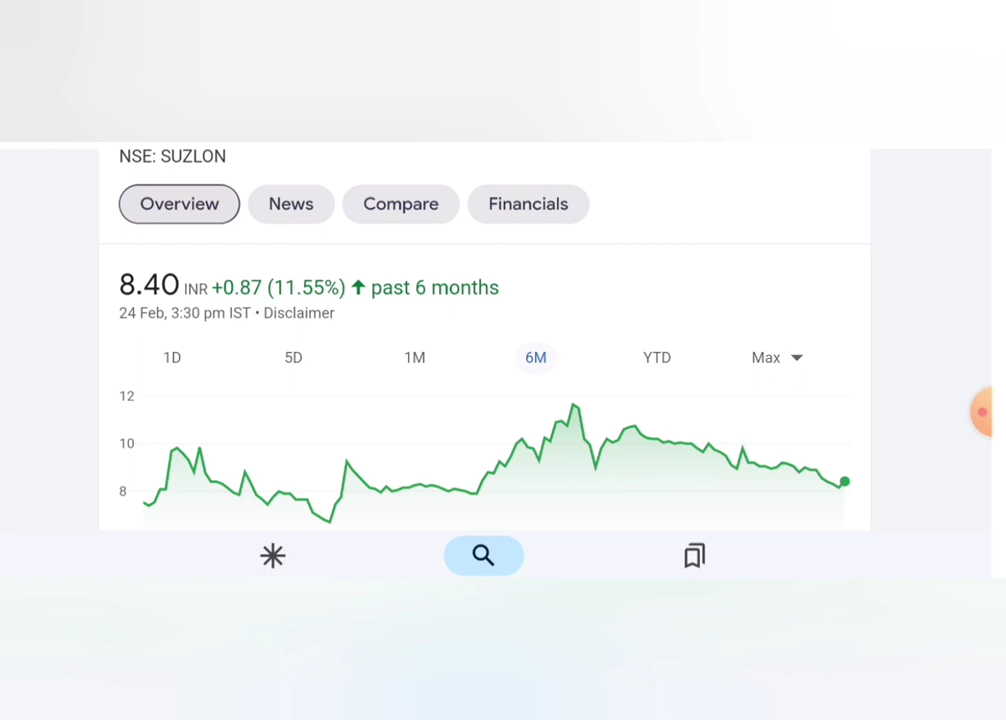 NSE: SUZLON
Overview News Compare Financials
8.40 INR +0.87 (11.55%) ↑ past 6 months
24 Feb, 3:30 pm IST • Disclaimer
1D 5D 1M 6M YTD Max
12
10
8